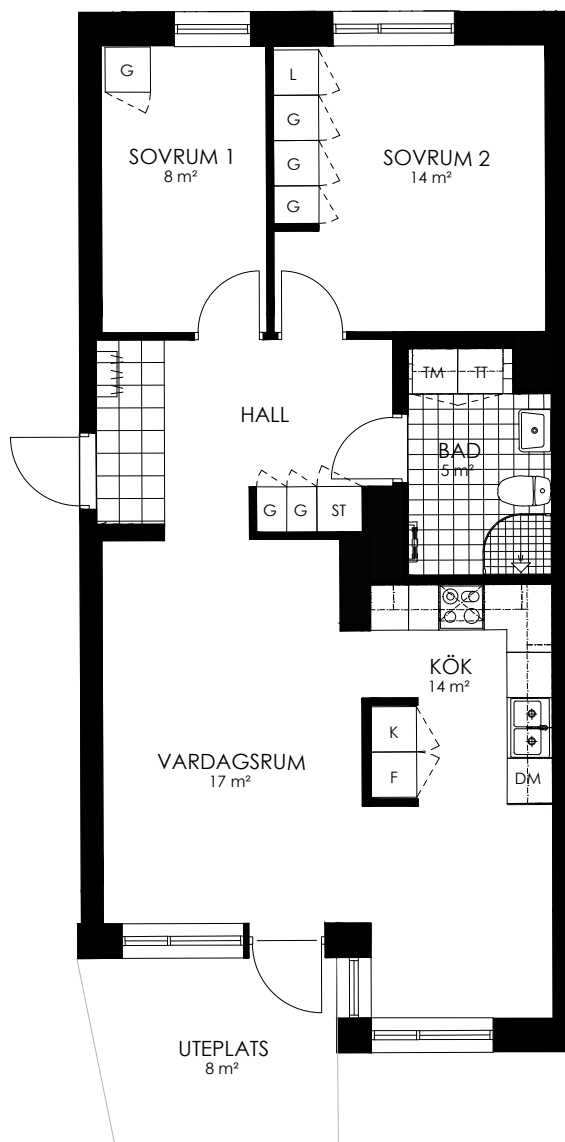 G
L
G
G
G
SOVRUM 1
8 m²
SOVRUM 2
14 m²
TM
TT
HALL
BAD
5 m²
G
G
ST
KÖK
14 m²
K
F
DM
VARDAGSRUM
17 m²
UTEPLATS
8 m²